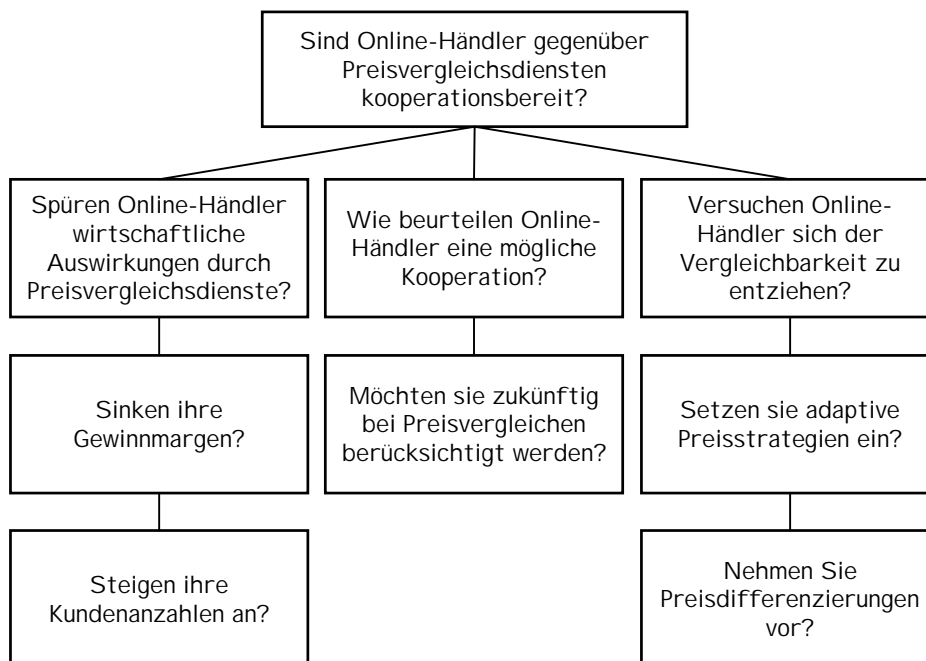 Sind Online-Händler gegenüber
Preisvergleichsdiensten
kooperationsbereit?
Spüren Online-Händler
wirtschaftliche
Auswirkungen durch
Preisvergleichsdienste?
Wie beurteilen Online-
Händler eine mögliche
Kooperation?
Versuchen Online-
Händler sich der
Vergleichbarkeit zu
entziehen?
Sinken ihre
Gewinnmargen?
Möchten sie zukünftig
bei Preisvergleichen
berücksichtigt werden?
Setzen sie adaptive
Preisstrategien ein?
Steigen ihre
Kundenanzahlen an?
Nehmen Sie
Preisdifferenzierungen
vor?